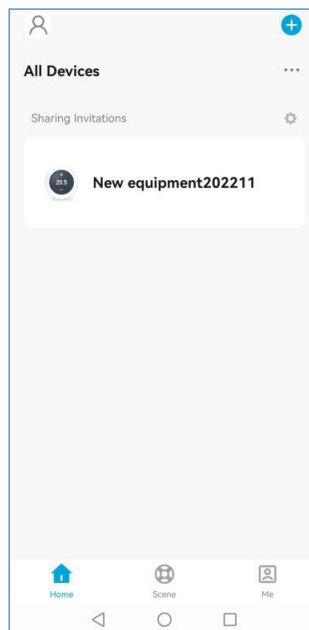 All Devices
Sharing Invitations
20.5
New equipment202211
Home
Scene
Me